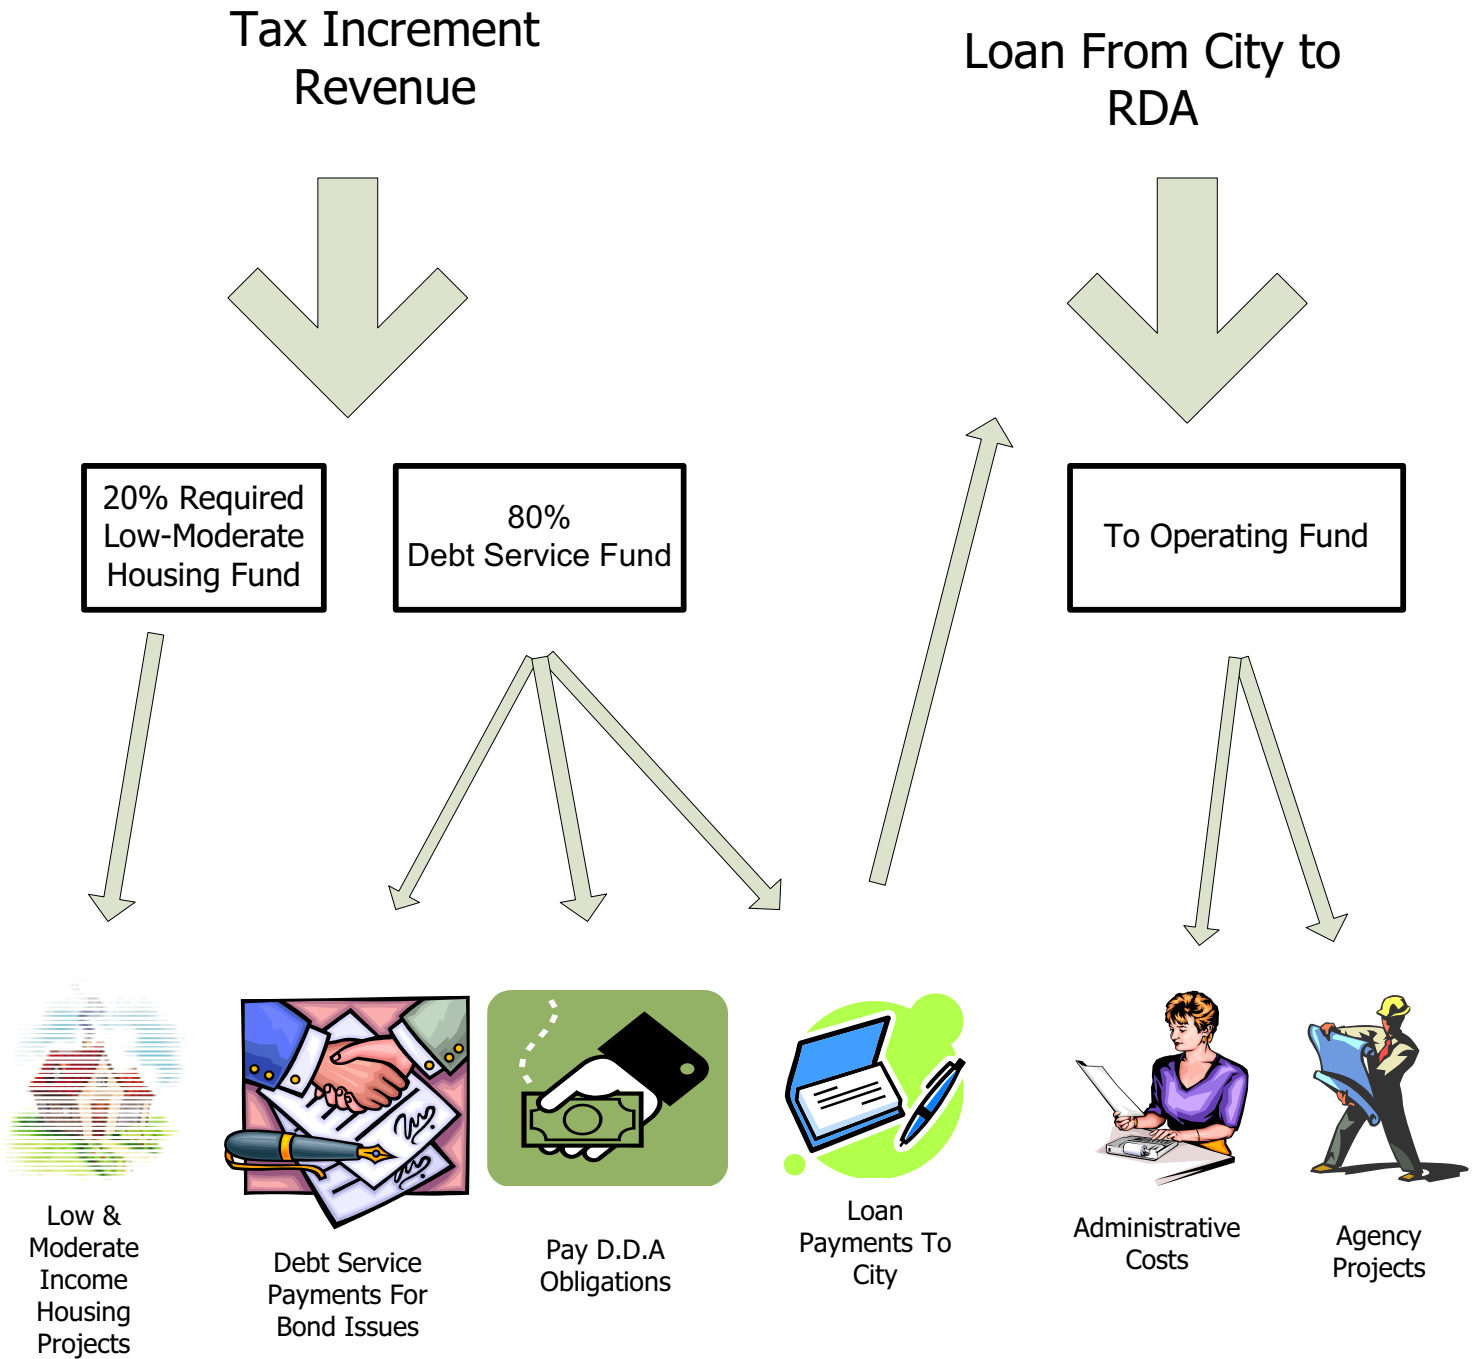 Tax Increment
Revenue
Loan From City to
RDA
20% Required
Low-Moderate
Housing Fund
80%
Debt Service Fund
To Operating Fund
Low &
Moderate
Income
Housing
Projects
Debt Service
Payments For
Bond Issues
Pay D.D.A
Obligations
Loan
Payments To
City
Administrative
Costs
Agency
Projects